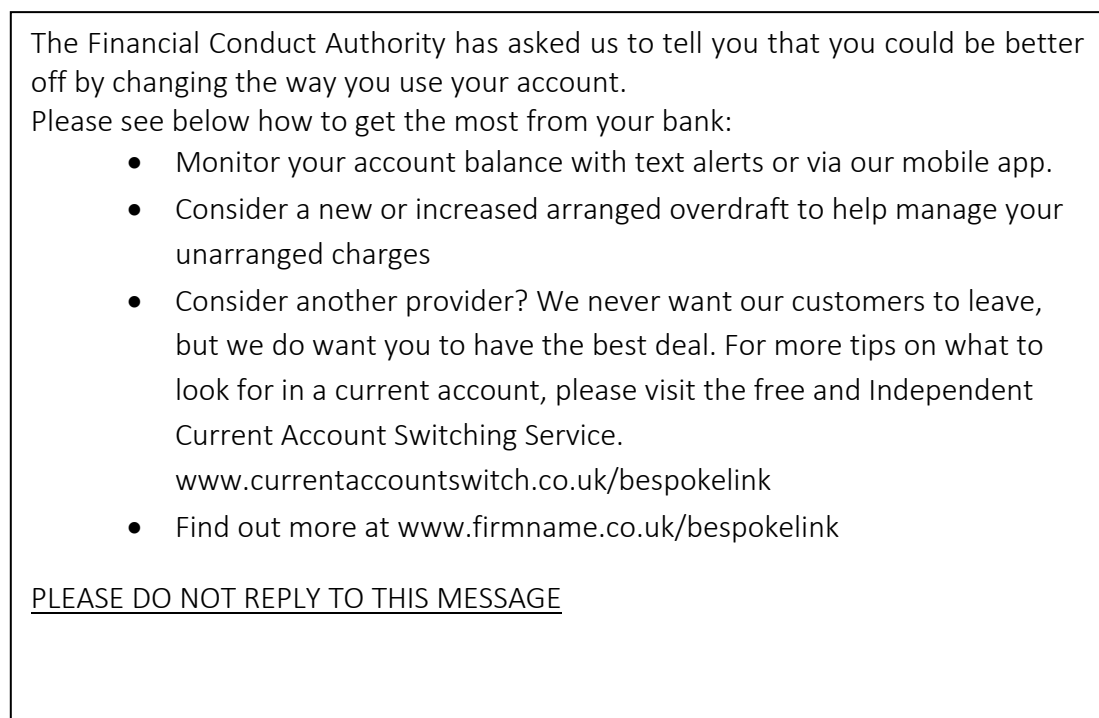 The Financial Conduct Authority has asked us to tell you that you could be better
off by changing the way you use your account.
Please see below how to get the most from your bank:
• Monitor your account balance with text alerts or via our mobile app.
• Consider a new or increased arranged overdraft to help manage your
unarranged charges
• Consider another provider? We never want our customers to leave,
but we do want you to have the best deal. For more tips on what to
look for in a current account, please visit the free and Independent
Current Account Switching Service.
www.currentaccountswitch.co.uk/bespokelink
• Find out more at www.firmname.co.uk/bespokelink
PLEASE DO NOT REPLY TO THIS MESSAGE